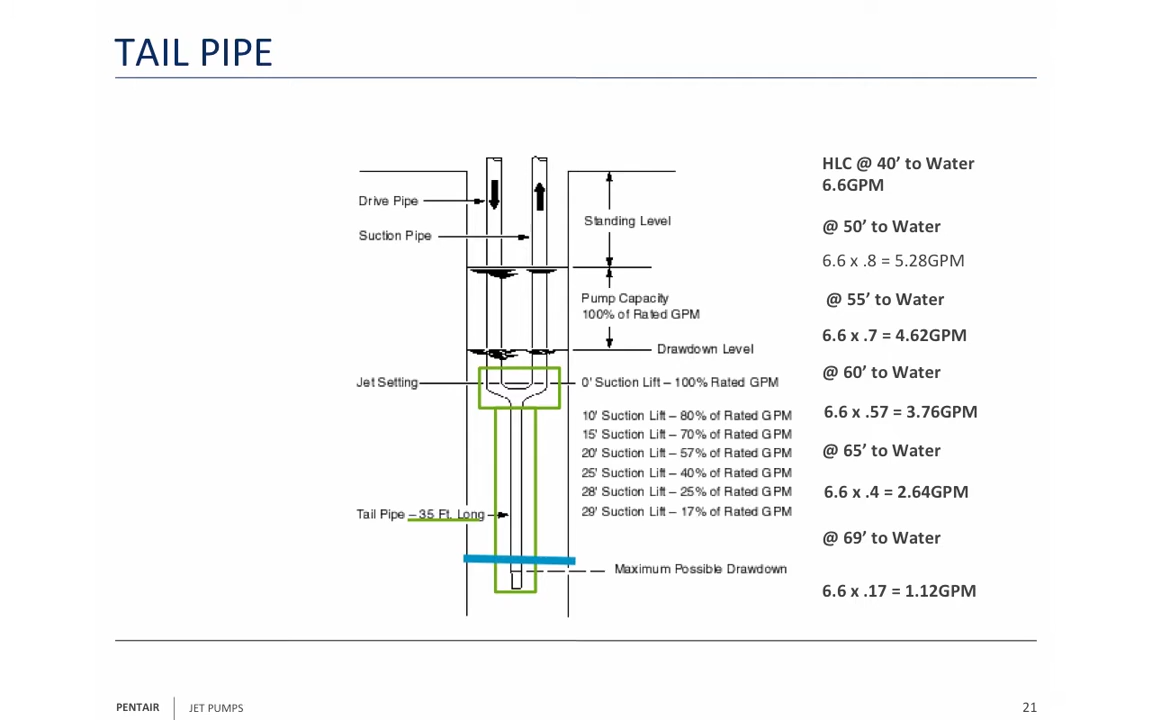 TAIL PIPE
Drive Pipe
Suction Pipe
Standing Level
Pump Capacity
100% of Rated GPM
Drawdown Level
Jet Setting
0' Suction Lift – 100% Rated GPM
10' Suction Lift – 80% of Rated GPM
15' Suction Lift – 70% of Rated GPM
20' Suction Lift – 57% of Rated GPM
25' Suction Lift – 40% of Rated GPM
28' Suction Lift – 25% of Rated GPM
29' Suction Lift – 17% of Rated GPM
Tail Pipe – 35 Ft. Long
Maximum Possible Drawdown
HLC @ 40’ to Water
6.6GPM
@ 50’ to Water
6.6 x .8 = 5.28GPM
@ 55’ to Water
6.6 x .7 = 4.62GPM
@ 60’ to Water
6.6 x .57 = 3.76GPM
@ 65’ to Water
6.6 x .4 = 2.64GPM
@ 69’ to Water
6.6 x .17 = 1.12GPM
PENTAIR
JET PUMPS
21